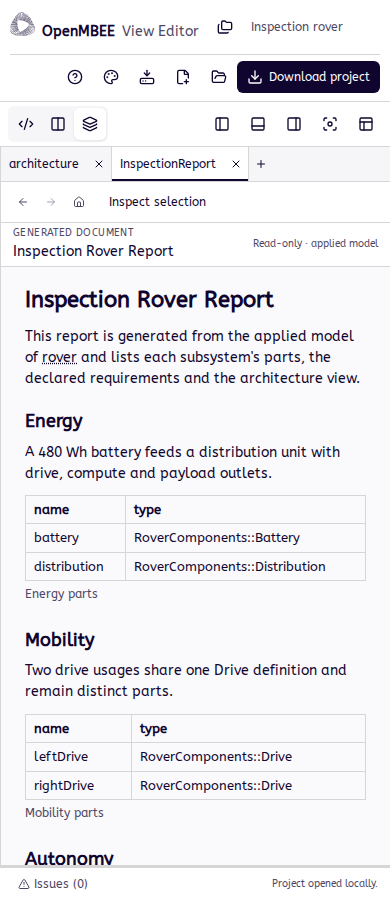 OpenMBEE View Editor Inspection rover
Download project
architecture InspectionReport
Inspect selection
GENERATED DOCUMENT
Inspection Rover Report
Read-only · applied model
Inspection Rover Report
This report is generated from the applied model
of rover and lists each subsystem's parts, the
declared requirements and the architecture view.
Energy
A 480 Wh battery feeds a distribution unit with
drive, compute and payload outlets.
name type
battery RoverComponents::Battery
distribution RoverComponents::Distribution
Energy parts
Mobility
Two drive usages share one Drive definition and
remain distinct parts.
name type
leftDrive RoverComponents::Drive
rightDrive RoverComponents::Drive
Mobility parts
Autonomy
Issues (0)
Project opened locally.